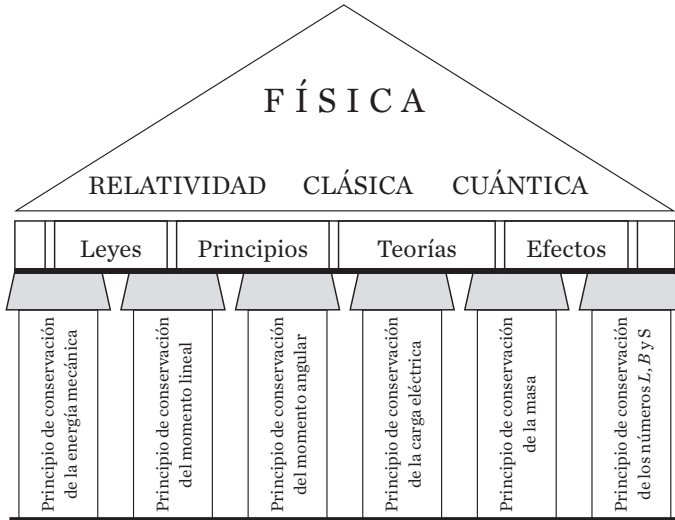 FÍSICA
RELATIVIDAD CLÁSICA CUÁNTICA
Leyes Principios Teorías Efectos
Principio de conservación
de la energía mecánica
Principio de conservación
del momento lineal
Principio de conservación
del momento angular
Principio de conservación
de la carga eléctrica
Principio de conservación
de la masa
Principio de conservación
de los números L, B y S